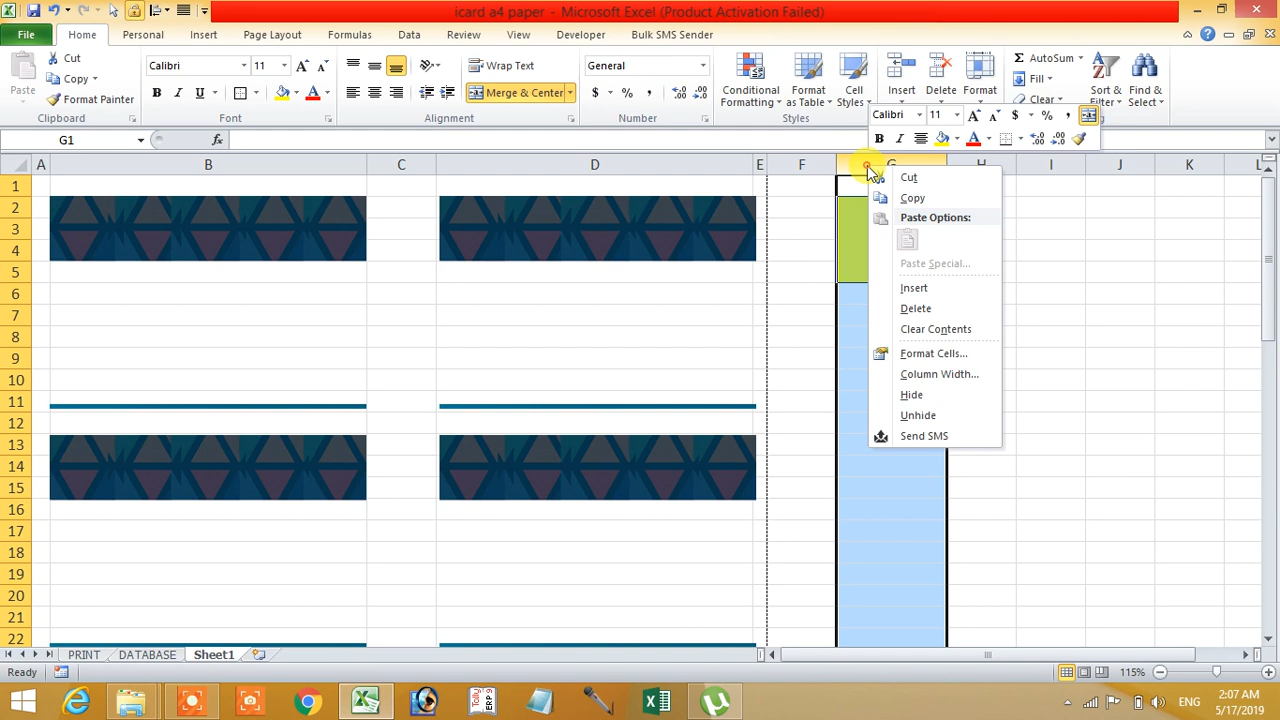 icard a4 paper - Microsoft Excel (Product Activation Failed)
File Home Insert Page Layout Formulas Data Review View Developer Bulk SMS Sender
Personal
Paste
Cut
Copy
Format Painter
Clipboard
Calibri 11
B I U
Font
Wrap Text
Merge & Center
Alignment
General
$ % ,
Number
Conditional Formatting
Format as Table
Cell Styles
Styles
Insert Delete Format
AutoSum
Fill
Clear
Sort & Filter
Find & Select
Calibri 11
B I
G1
A B C D E F G H I J K L
1
2
3
4
5
6
7
8
9
10
11
12
13
14
15
16
17
18
19
20
21
22
Cut
Copy
Paste Options:
Paste Special...
Insert
Delete
Clear Contents
Format Cells...
Column Width...
Hide
Unhide
Send SMS
PRINT DATABASE Sheet1
Ready
115%
ENG
2:07 AM
5/17/2019